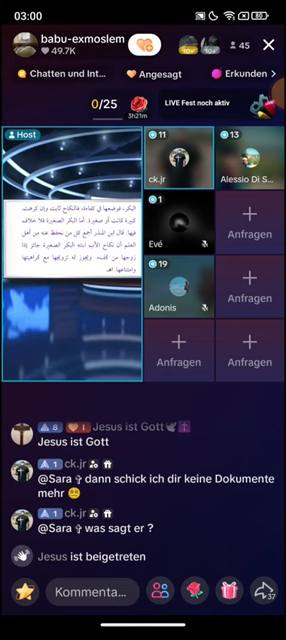 03:00
80
babu-exmoslem
49.7K
45
Chatten und Int...
Angesagt
Erkunden
0/25
3h21m
LIVE Fest noch aktiv
Host
البكر، فوضعها في كفاءة، فالنكاح ثابت وإن كرهت،
كبيرة كانت أو صغيرة. أما البكر الصغيرة فلا خلاف
فيها. قال ابن المنذر أجمع كل من نحفظ عنه من أهل
العلم أن نكاح الأب ابنته البكر الصغيرة جائز إذا
زوجها من كفء. ويجوز له تزويجها مع كراهيتها
وامتناعها. اهـ
11
ck.jr
13
Alessio Di S...
1
Evé
Anfragen
19
Adonis
Anfragen
Anfragen
Anfragen
Anfragen
8
I
Jesus ist Gott
Jesus ist Gott
1 ck.jr
@Sara ✞ dann schick ich dir keine Dokumente
mehr
1 ck.jr
@Sara ✞ was sagt er ?
Jesus ist beigetreten
Kommenta...
37